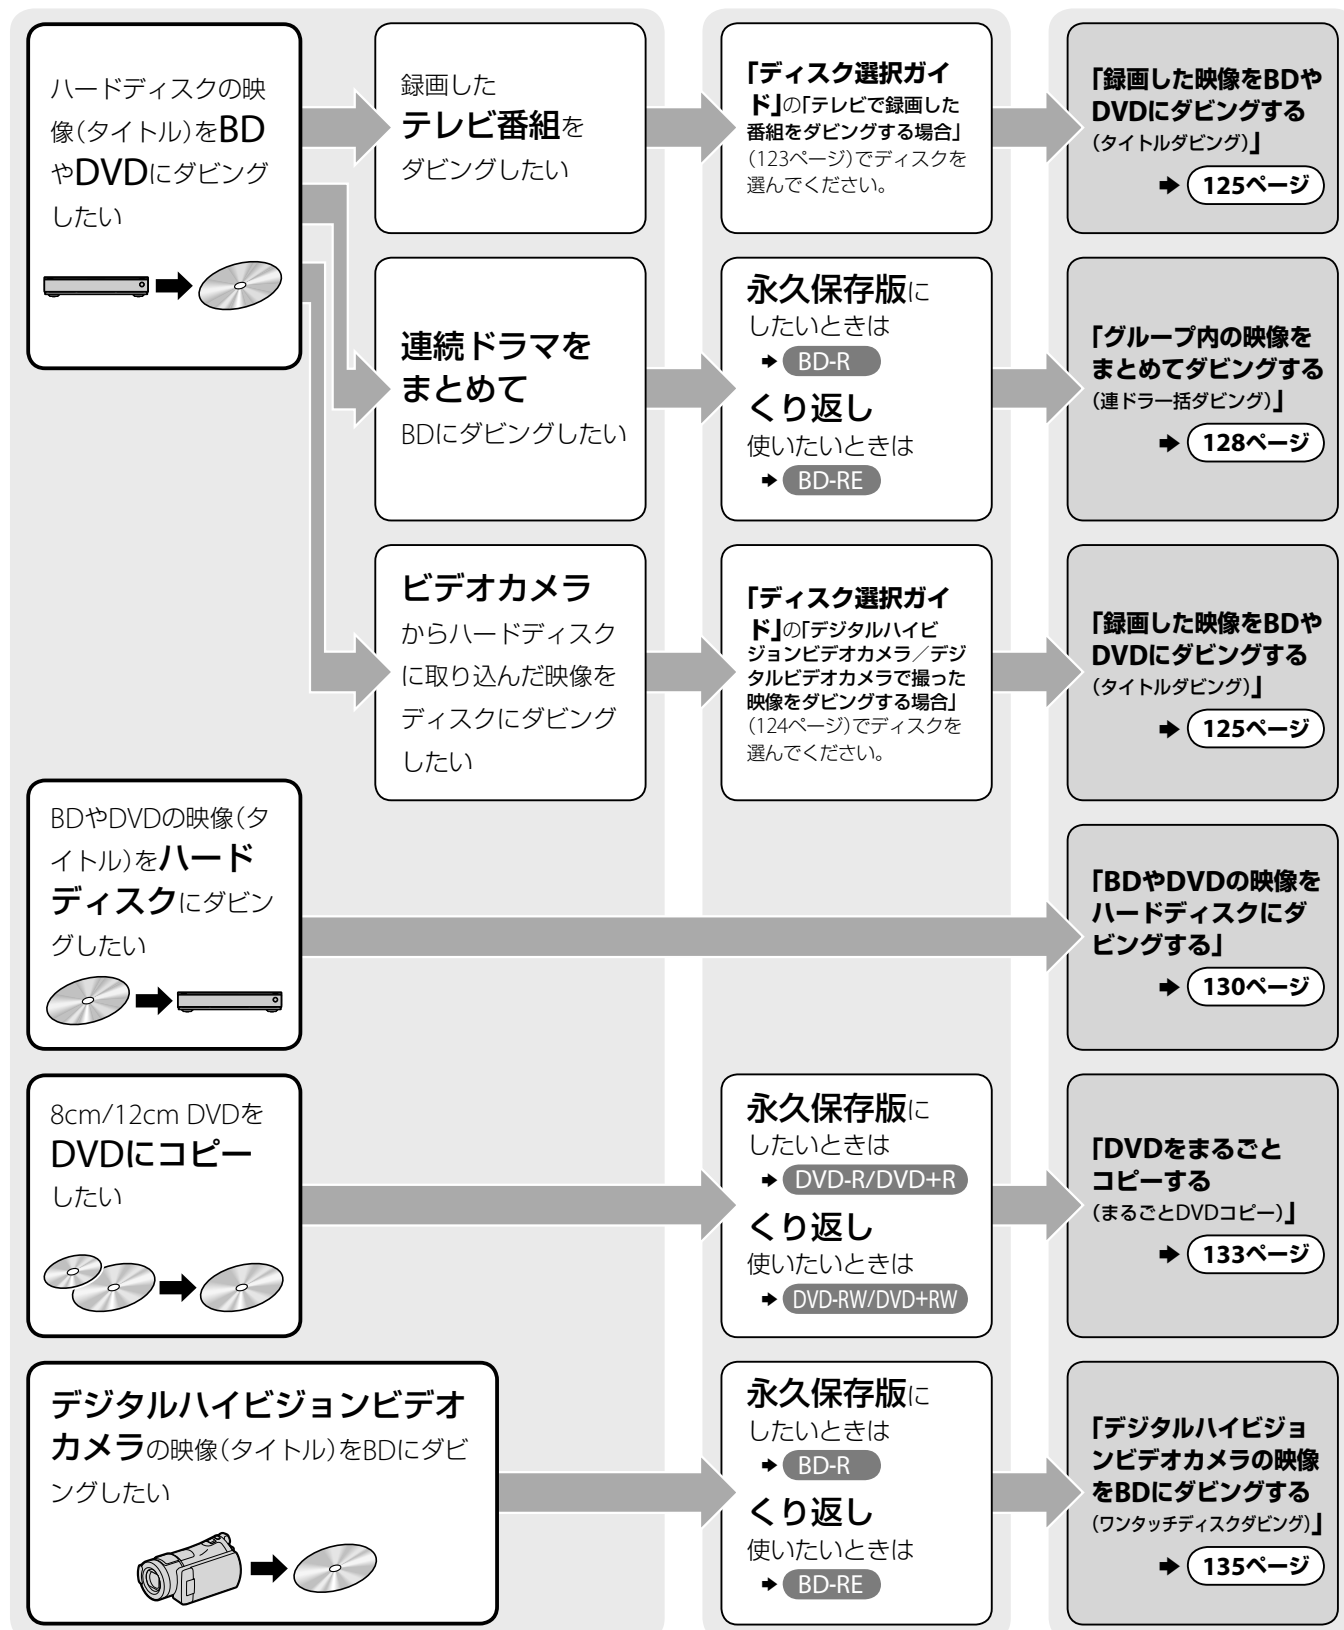 ハードディスクの映
像(タイトル)をBD
やDVDにダビング
したい
録画した
テレビ番組を
ダビングしたい
「ディスク選択ガイ
ド」の「テレビで録画した
番組をダビングする場合」
(123ページ)でディスクを
選んでください。
「録画した映像をBDや
DVDにダビングする
(タイトルダビング)」
➡ 125ページ
連続ドラマを
まとめて
BDにダビングしたい
永久保存版に
したいときは
➡ BD-R
くり返し
使いたいときは
➡ BD-RE
「グループ内の映像を
まとめてダビングする
(連ドラ一括ダビング)」
➡ 128ページ
ビデオカメラ
からハードディスク
に取り込んだ映像を
ディスクにダビング
したい
「ディスク選択ガイ
ド」の「デジタルハイビ
ジョンビデオカメラ/デジ
タルビデオカメラで撮った
映像をダビングする場合」
(124ページ)でディスクを
選んでください。
「録画した映像をBDや
DVDにダビングする
(タイトルダビング)」
➡ 125ページ
BDやDVDの映像(タ
イトル)をハード
ディスクにダビン
グしたい
「BDやDVDの映像を
ハードディスクにダ
ビングする」
➡ 130ページ
8cm/12cm DVDを
DVDにコピー
したい
永久保存版に
したいときは
➡ DVD-R/DVD+R
くり返し
使いたいときは
➡ DVD-RW/DVD+RW
「DVDをまるごと
コピーする
(まるごとDVDコピー)」
➡ 133ページ
デジタルハイビジョンビデオ
カメラの映像(タイトル)をBDにダビ
ングしたい
永久保存版に
したいときは
➡ BD-R
くり返し
使いたいときは
➡ BD-RE
「デジタルハイビジョ
ンビデオカメラの映像
をBDにダビングする
(ワンタッチディスクダビング)」
➡ 135ページ